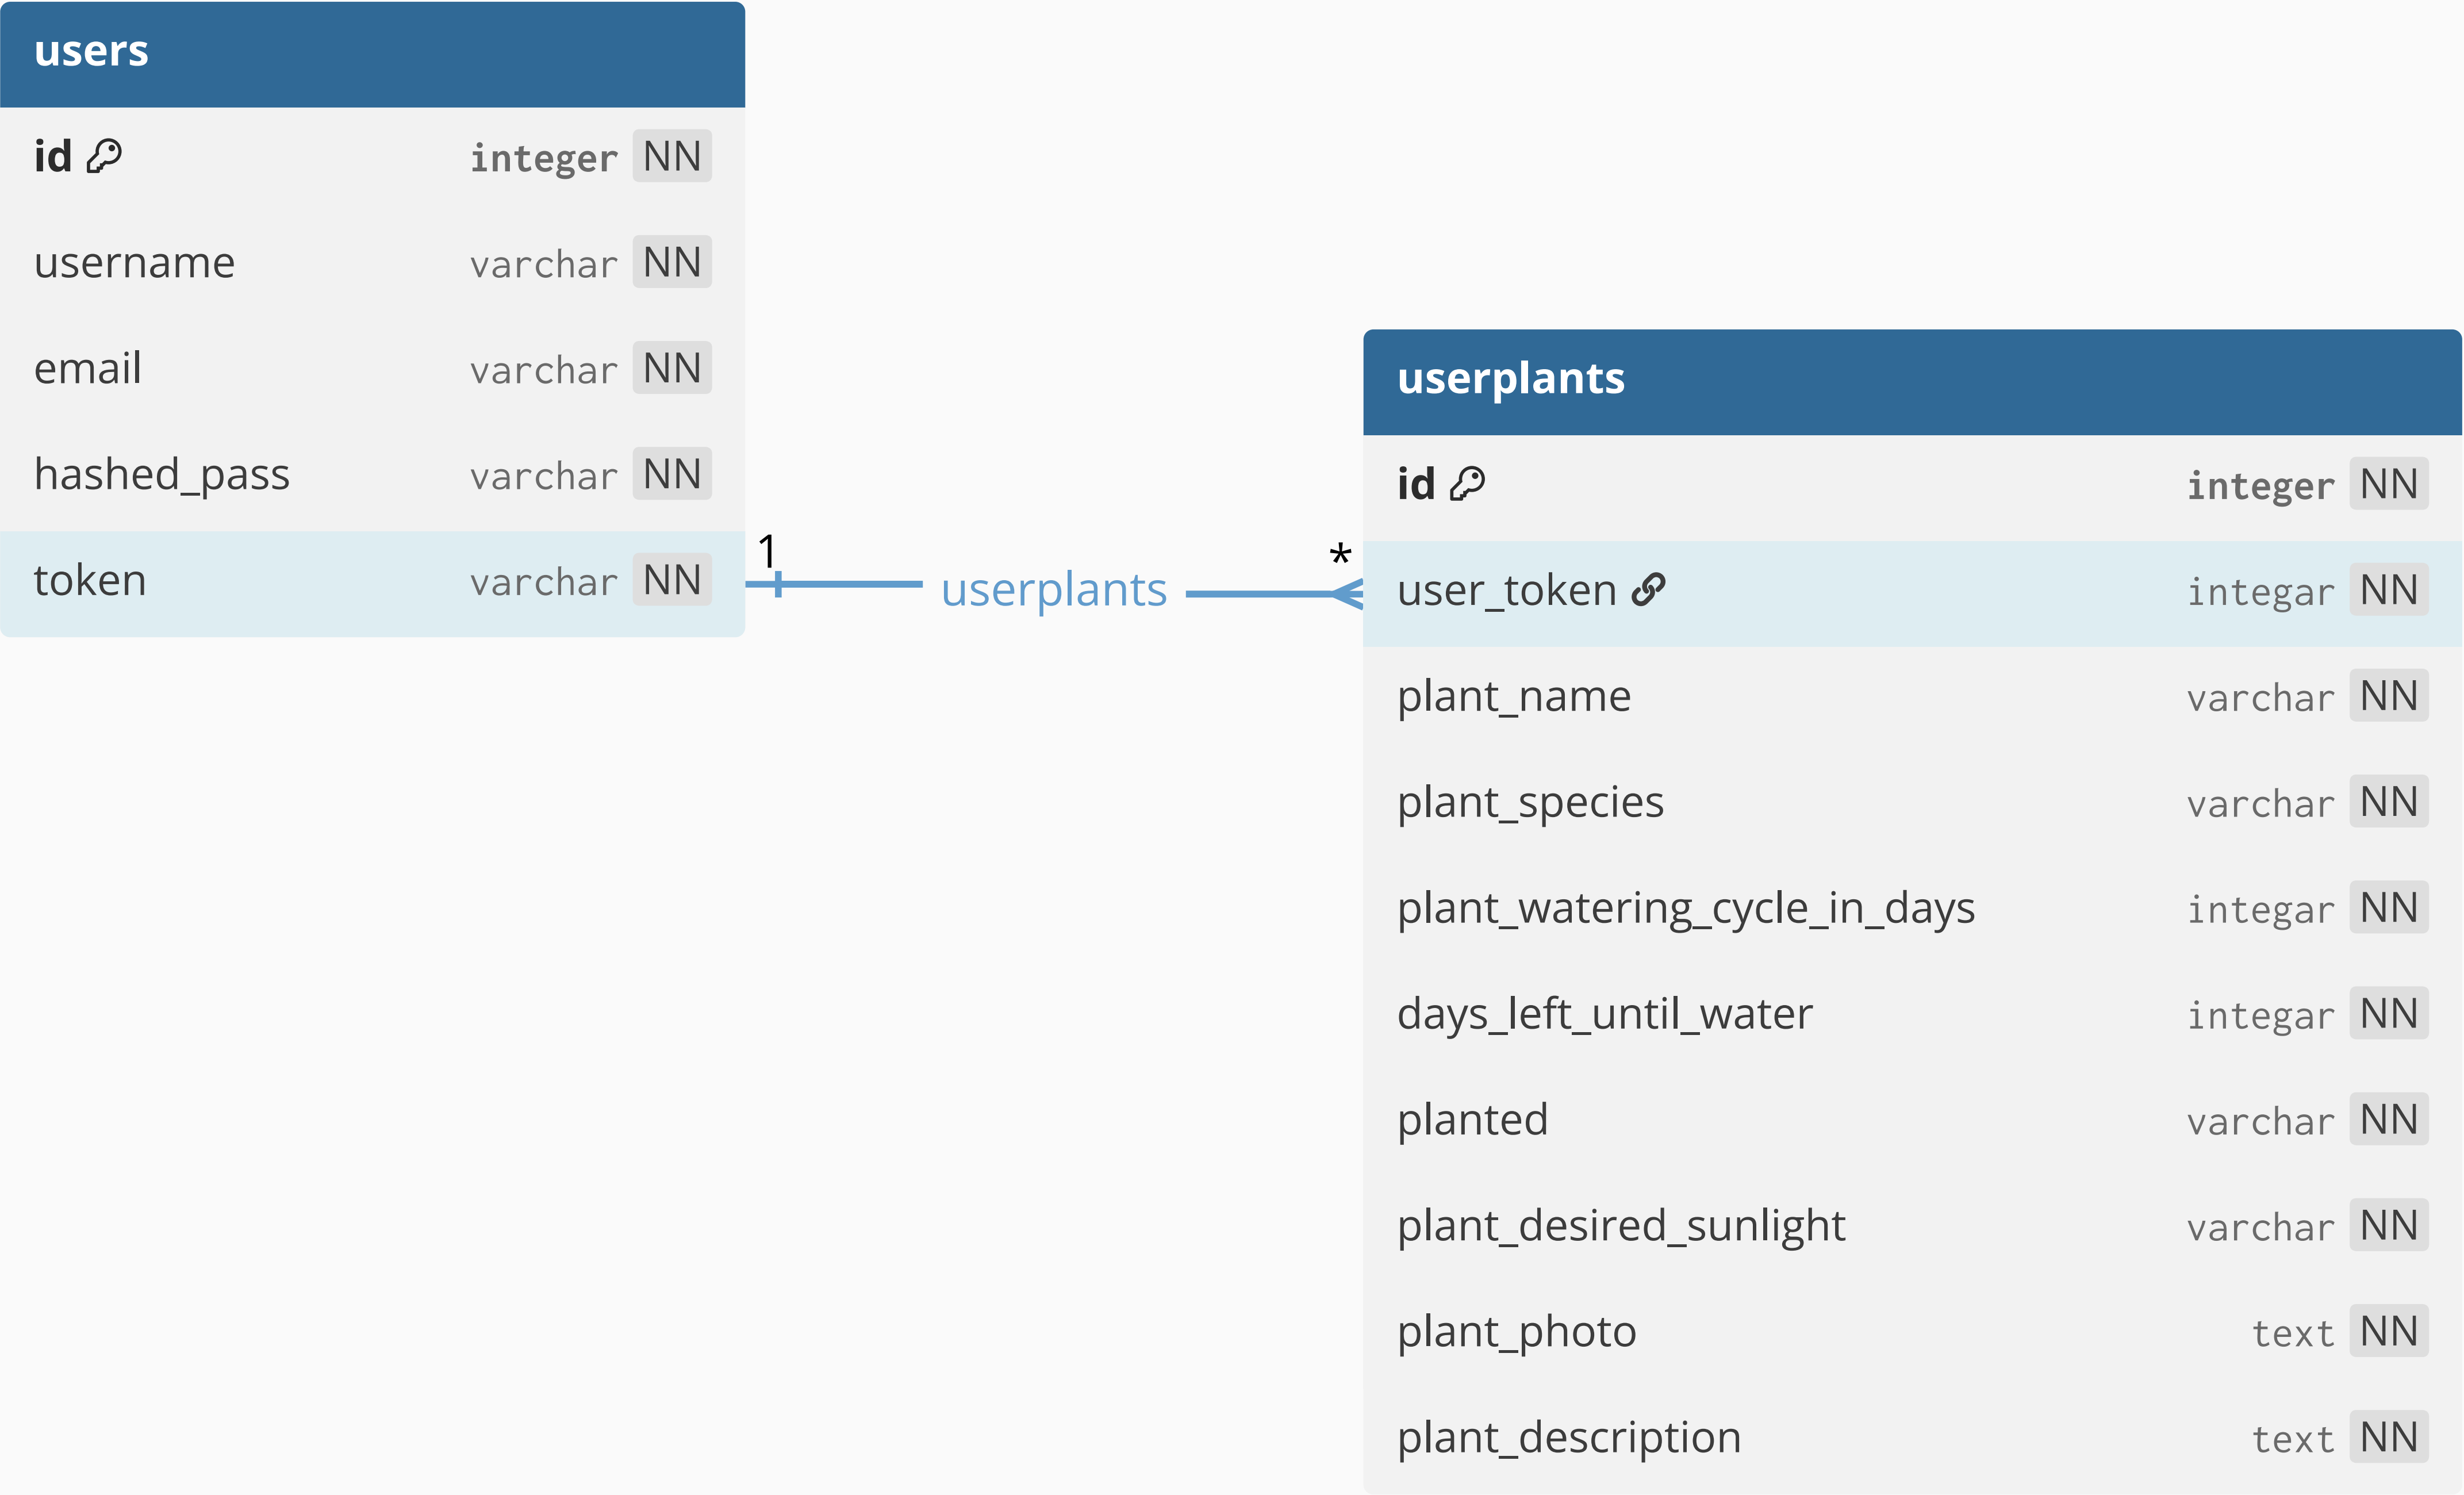 users
id integer NN
username varchar NN
email varchar NN
hashed_pass varchar NN
token varchar NN
1 userplants *
userplants
id integer NN
user_token integar NN
plant_name varchar NN
plant_species varchar NN
plant_watering_cycle_in_days integar NN
days_left_until_water integar NN
planted varchar NN
plant_desired_sunlight varchar NN
plant_photo text NN
plant_description text NN